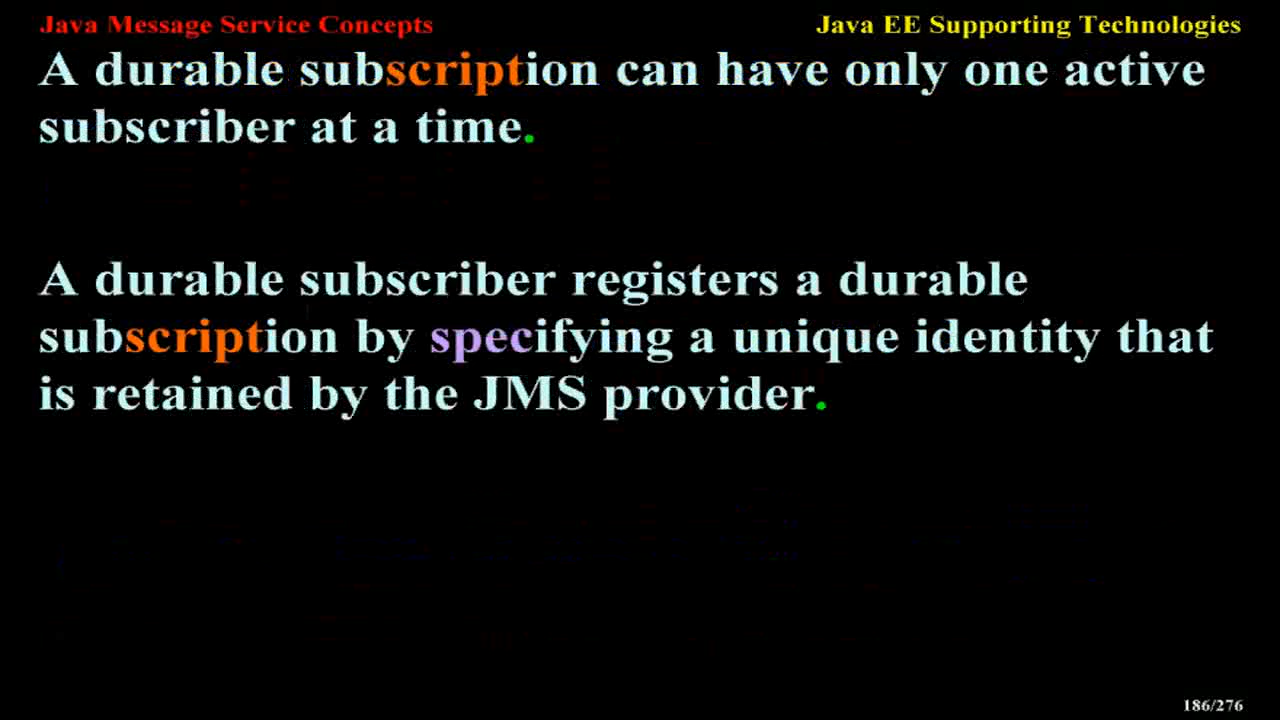 Java Message Service Concepts
Java EE Supporting Technologies
A durable subscription can have only one active
subscriber at a time.
A durable subscriber registers a durable
subscription by specifying a unique identity that
is retained by the JMS provider.
186/276